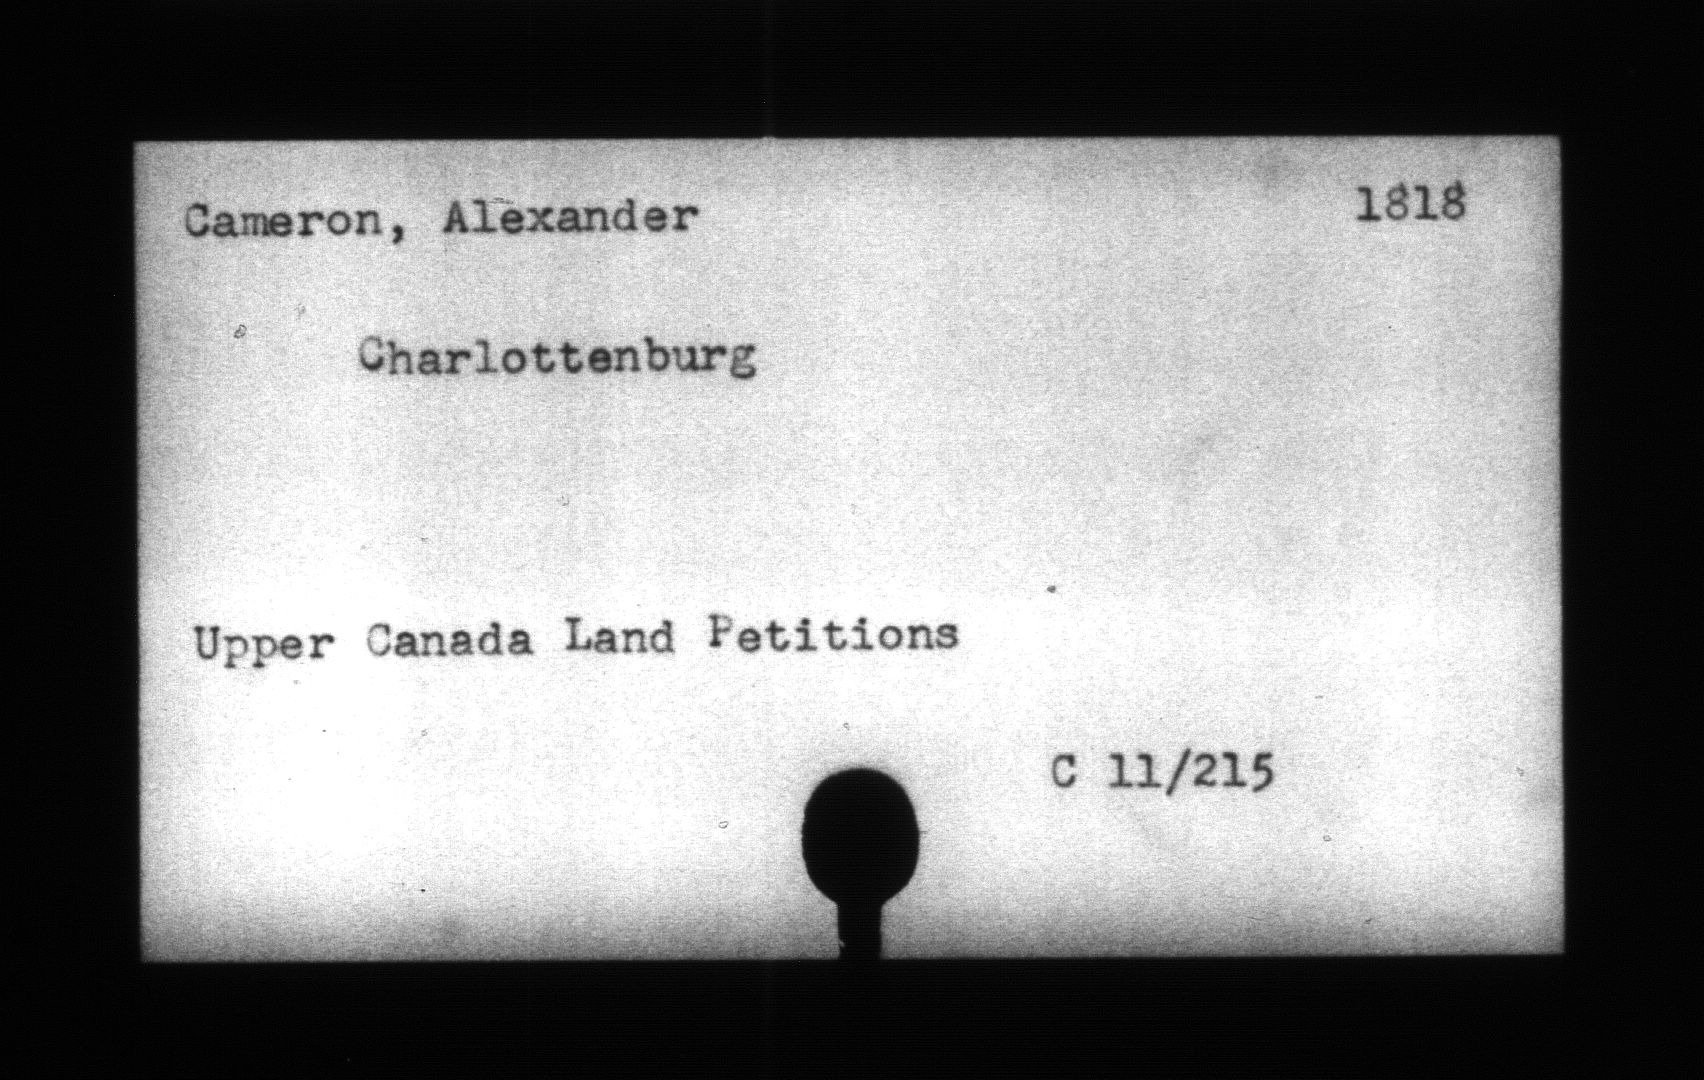 Cameron, Alexander 1818
Charlottenburg
Upper Canada Land Petitions
C 11/215